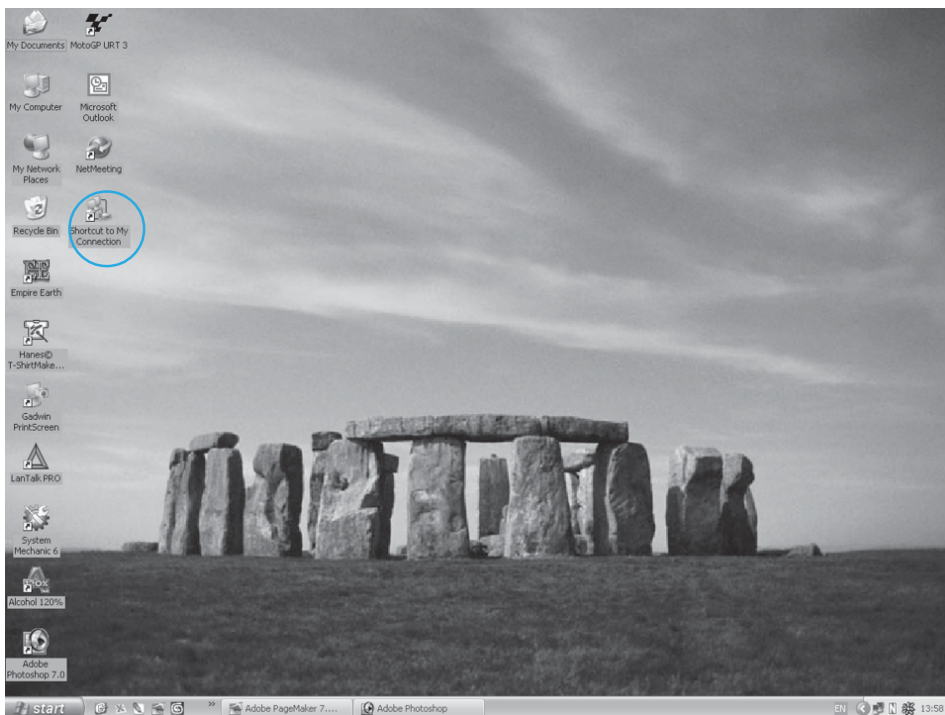 My Documents
MotoGP URT 3
My Computer
Microsoft
Outlook
My Network
Places
NetMeeting
Recycle Bin
Shortcut to My
Connection
Empire Earth
Hanes©
T-ShirtMake...
Gadwin
PrintScreen
LanTalk PRO
System
Mechanic 6
Alcohol 120%
Adobe
Photoshop 7.0
start
Adobe PageMaker 7....
Adobe Photoshop
EN
13:58